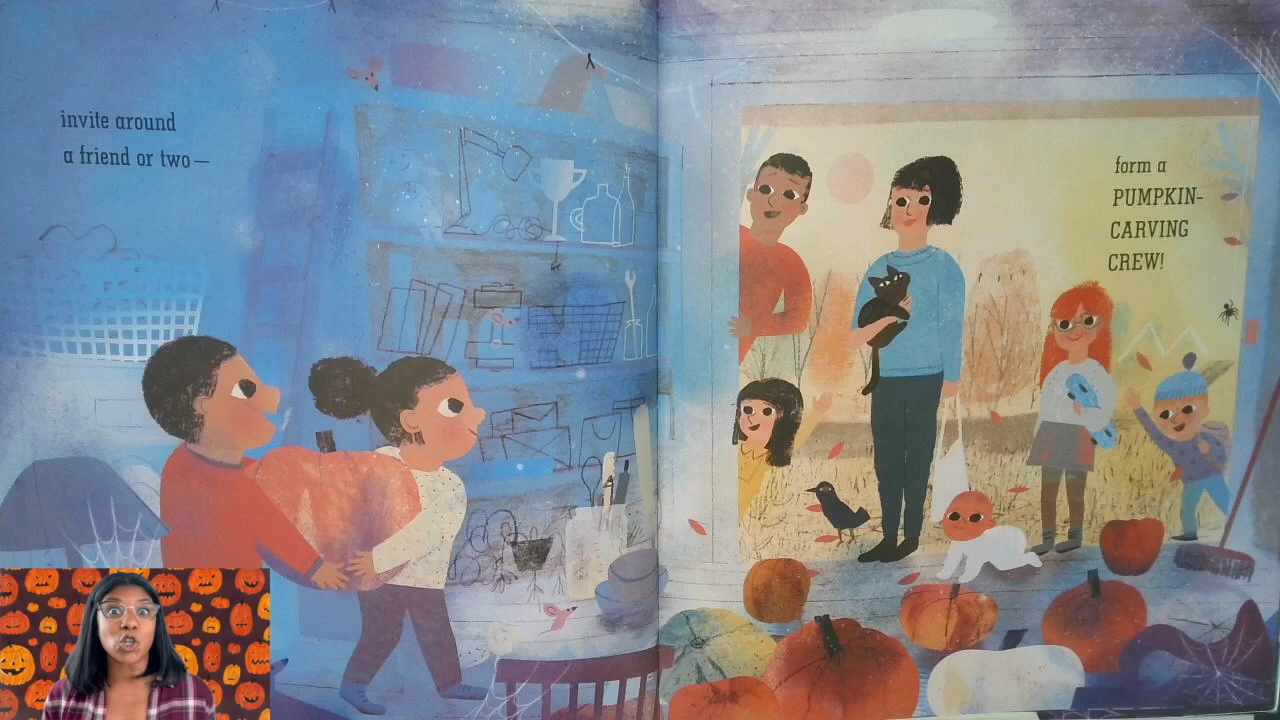 invite around
a friend or two—
form a
PUMPKIN-
CARVING
CREW!